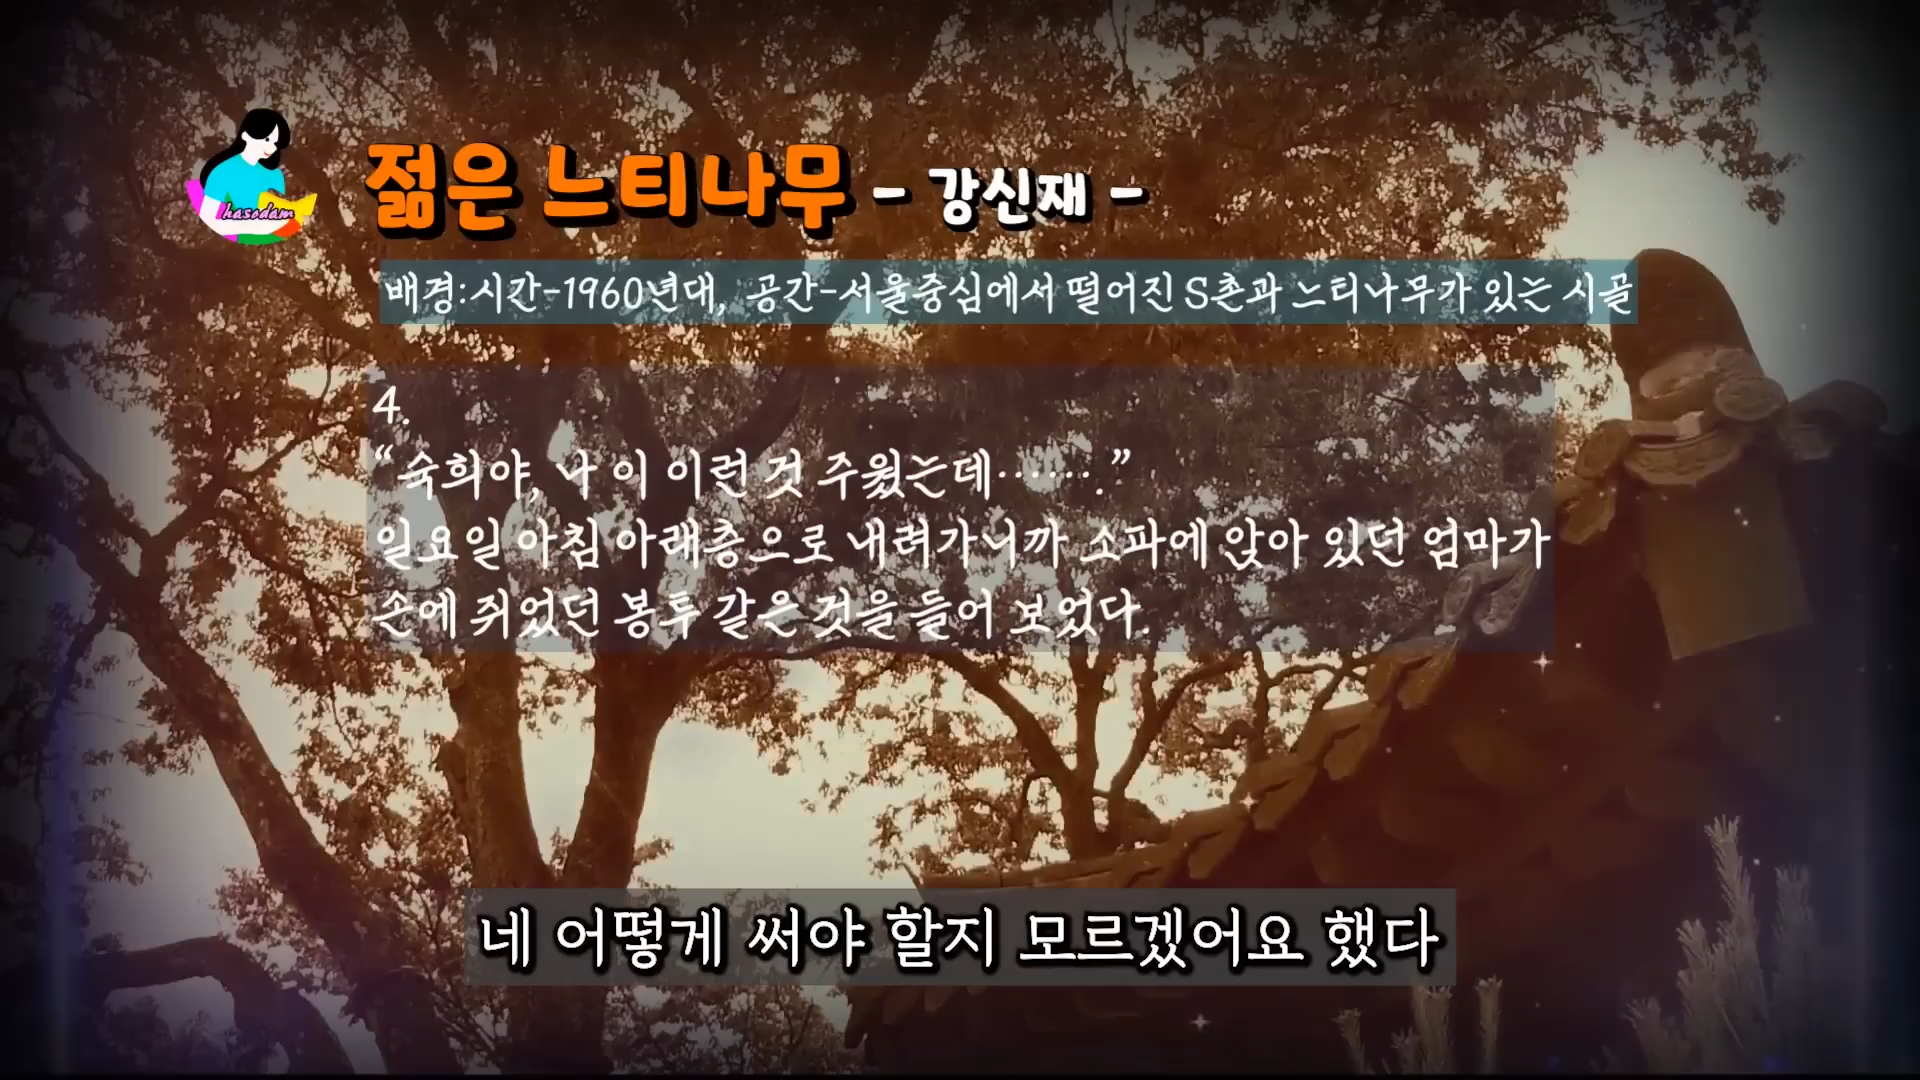 hasodam
젊은 느티나무 - 강신재 -
배경:시간-1960년대, 공간-서울중심에서 떨어진 S촌과 느티나무가 있는 시골
4.
“숙희야, 나 이 이런 것 주웠는데…….”
일요일 아침 아래층으로 내려가니까 소파에 앉아 있던 엄마가
손에 쥐었던 봉투 같은 것을 들어 보었다.
네 어떻게 써야 할지 모르겠어요 했다